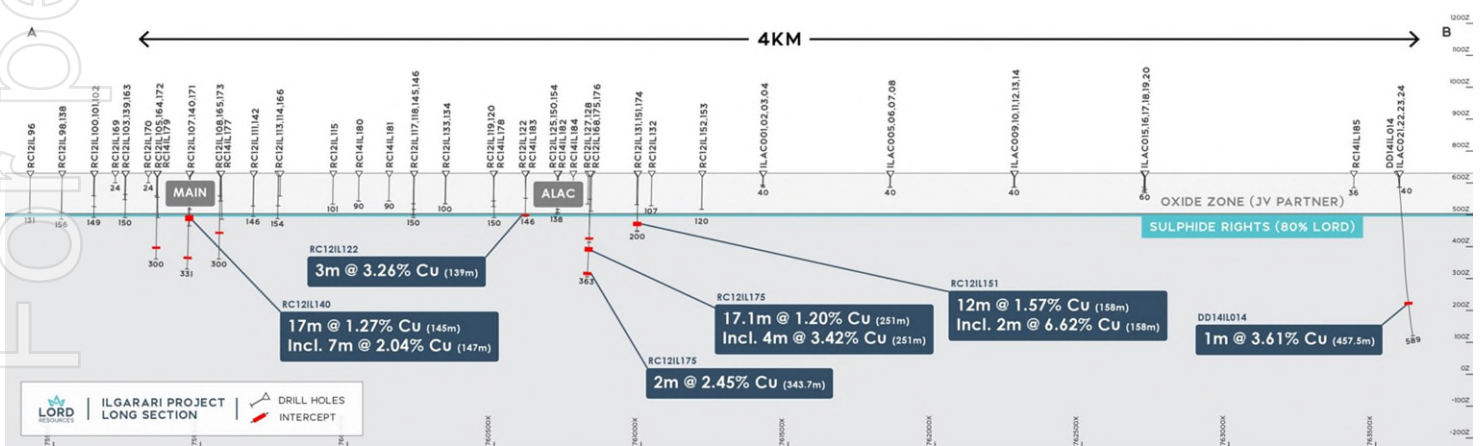 For pe
A
4KM
B
RC12IL96
RC12IL98,138
RC12IL100,101,102
RC12IL169
RC12IL103,139,163
RC12IL170
RC12IL105,164,172
RC14IL179
RC12IL107,140,171
RC12IL108,165,173
RC14IL177
RC12IL111,142
RC12IL113,114,166
RC12IL115
RC14IL180
RC14IL181
RC12IL117,118,145,146
RC12IL133,134
RC12IL119,120
RC14IL178
RC12IL122
RC14IL183
RC12IL125,150,154
RC14IL182
RC14IL184
RC12IL127,128
RC12IL168,175,176
RC12IL131,151,174
RC12IL132
RC12IL152,153
ILAC001,02,03,04
ILAC005,06,07,08
ILAC009,10,11,12,13,14
ILAC015,16,17,18,19,20
RC14IL185
DD14IL014
ILAC021,22,23,24
1200Z
1100Z
1000Z
900Z
800Z
600Z
500Z
400Z
300Z
200Z
100Z
0Z
-100Z
-200Z
131
156
149
24
150
24
300
331
300
146
154
101
90
90
150
100
150
146
138
363
200
107
120
40
40
40
60
36
40
589
MAIN
ALAC
OXIDE ZONE (JV PARTNER)
SULPHIDE RIGHTS (80% LORD)
RC12IL122
3m @ 3.26% Cu (139m)
RC12IL140
17m @ 1.27% Cu (145m)
Incl. 7m @ 2.04% Cu (147m)
RC12IL175
17.1m @ 1.20% Cu (251m)
Incl. 4m @ 3.42% Cu (251m)
RC12IL175
2m @ 2.45% Cu (343.7m)
RC12IL151
12m @ 1.57% Cu (158m)
Incl. 2m @ 6.62% Cu (158m)
DD14IL014
1m @ 3.61% Cu (457.5m)
LORD
RESOURCES
ILGARARI PROJECT
LONG SECTION
DRILL HOLES
INTERCEPT
760500X
761000X
761500X
762000X
762500X
763000X
763500X